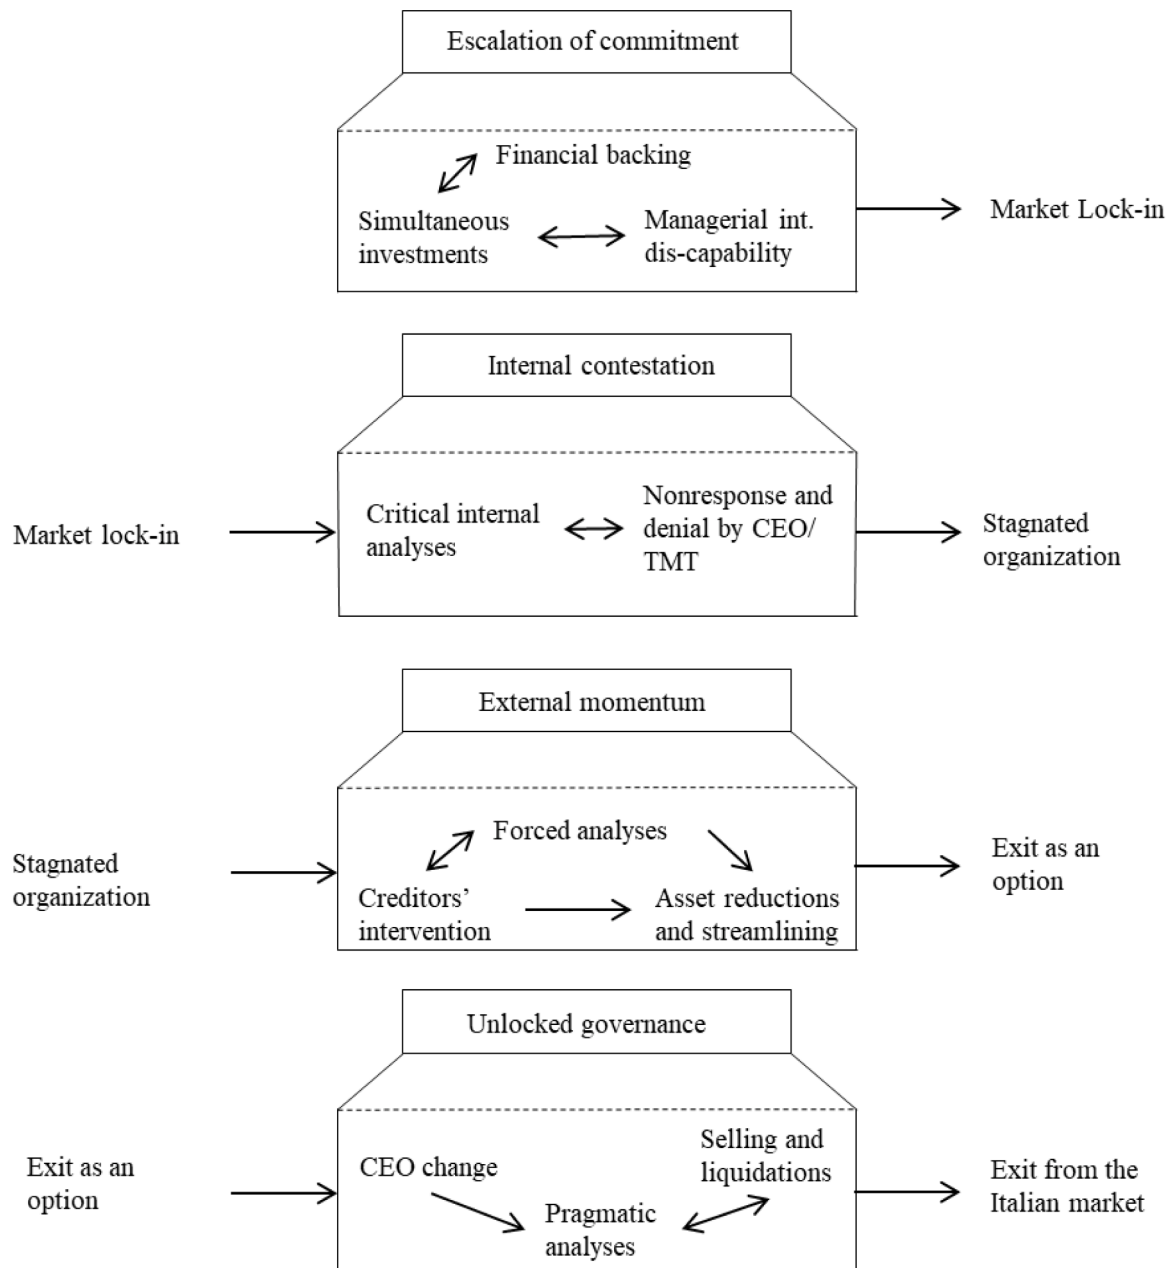 Escalation of commitment
Financial backing
Simultaneous
investments
Managerial int.
dis-capability
Market Lock-in
Internal contestation
Market lock-in
Critical internal
analyses
Nonresponse and
denial by CEO/
TMT
Stagnated
organization
External momentum
Stagnated
organization
Forced analyses
Creditors’
intervention
Asset reductions
and streamlining
Exit as an
option
Unlocked governance
Exit as an
option
CEO change
Pragmatic
analyses
Selling and
liquidations
Exit from the
Italian market